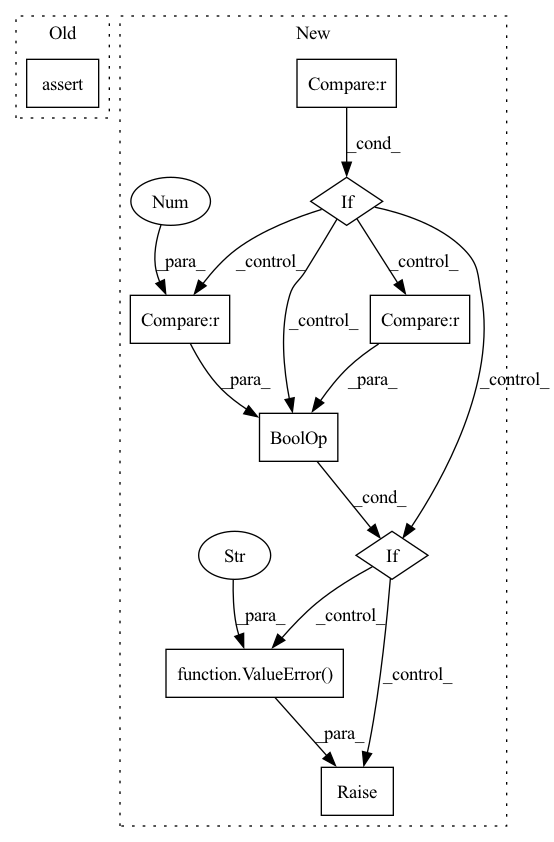 Old
New
assert
Compare:r
_cond_
Num
If
_para_
_control_
_control_
Compare:r
_control_
Compare:r
_control_
_para_
_para_
BoolOp
_cond_
Str
If
_para_
_control_
function.ValueError()
_control_
_para_
Raise